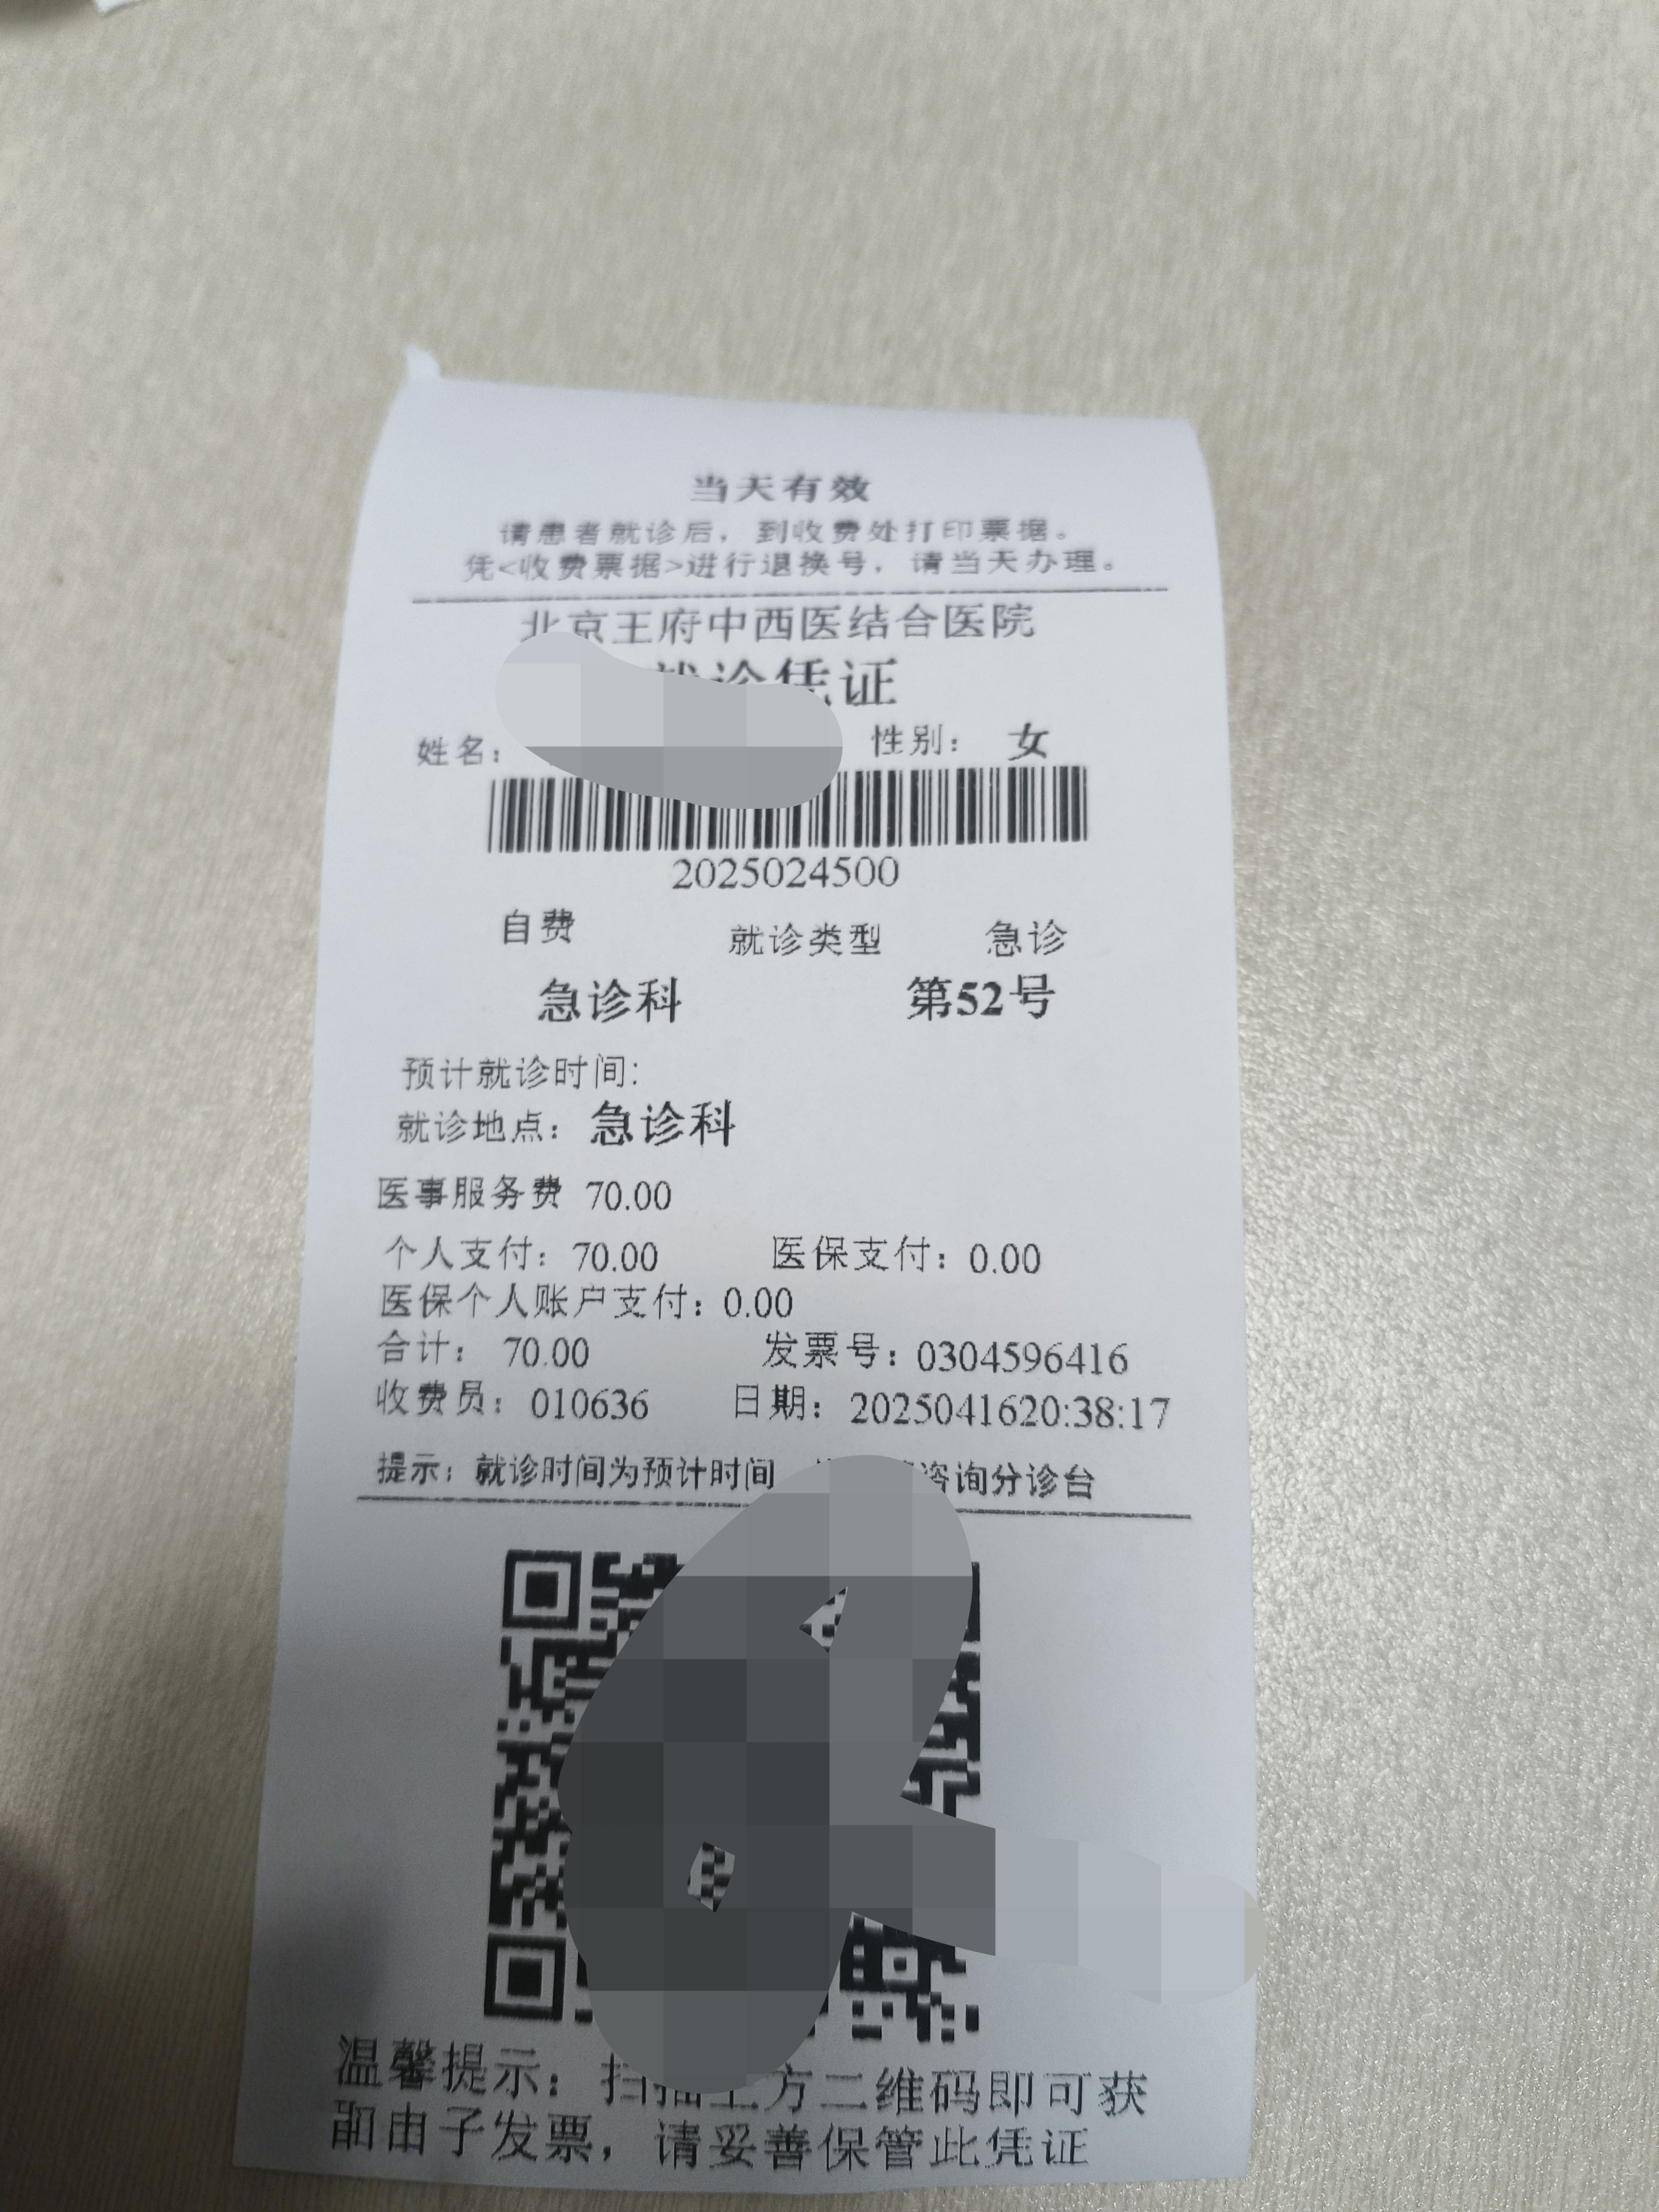 当天有效
请患者就诊后，到收费处打印票据。
凭<收费票据>进行退换号，请当天办理。
北京王府中西医结合医院
就诊凭证
姓名： 性别： 女
2025024500
自费 就诊类型 急诊
急诊科 第52号
预计就诊时间:
就诊地点： 急诊科
医事服务费 70.00
个人支付： 70.00 医保支付： 0.00
医保个人账户支付： 0.00
合计： 70.00 发票号： 0304596416
收费员： 010636 日期： 2025041620:38:17
提示：就诊时间为预计时间 咨询分诊台
温馨提示：扫描上方二维码即可获
取电子发票，请妥善保管此凭证